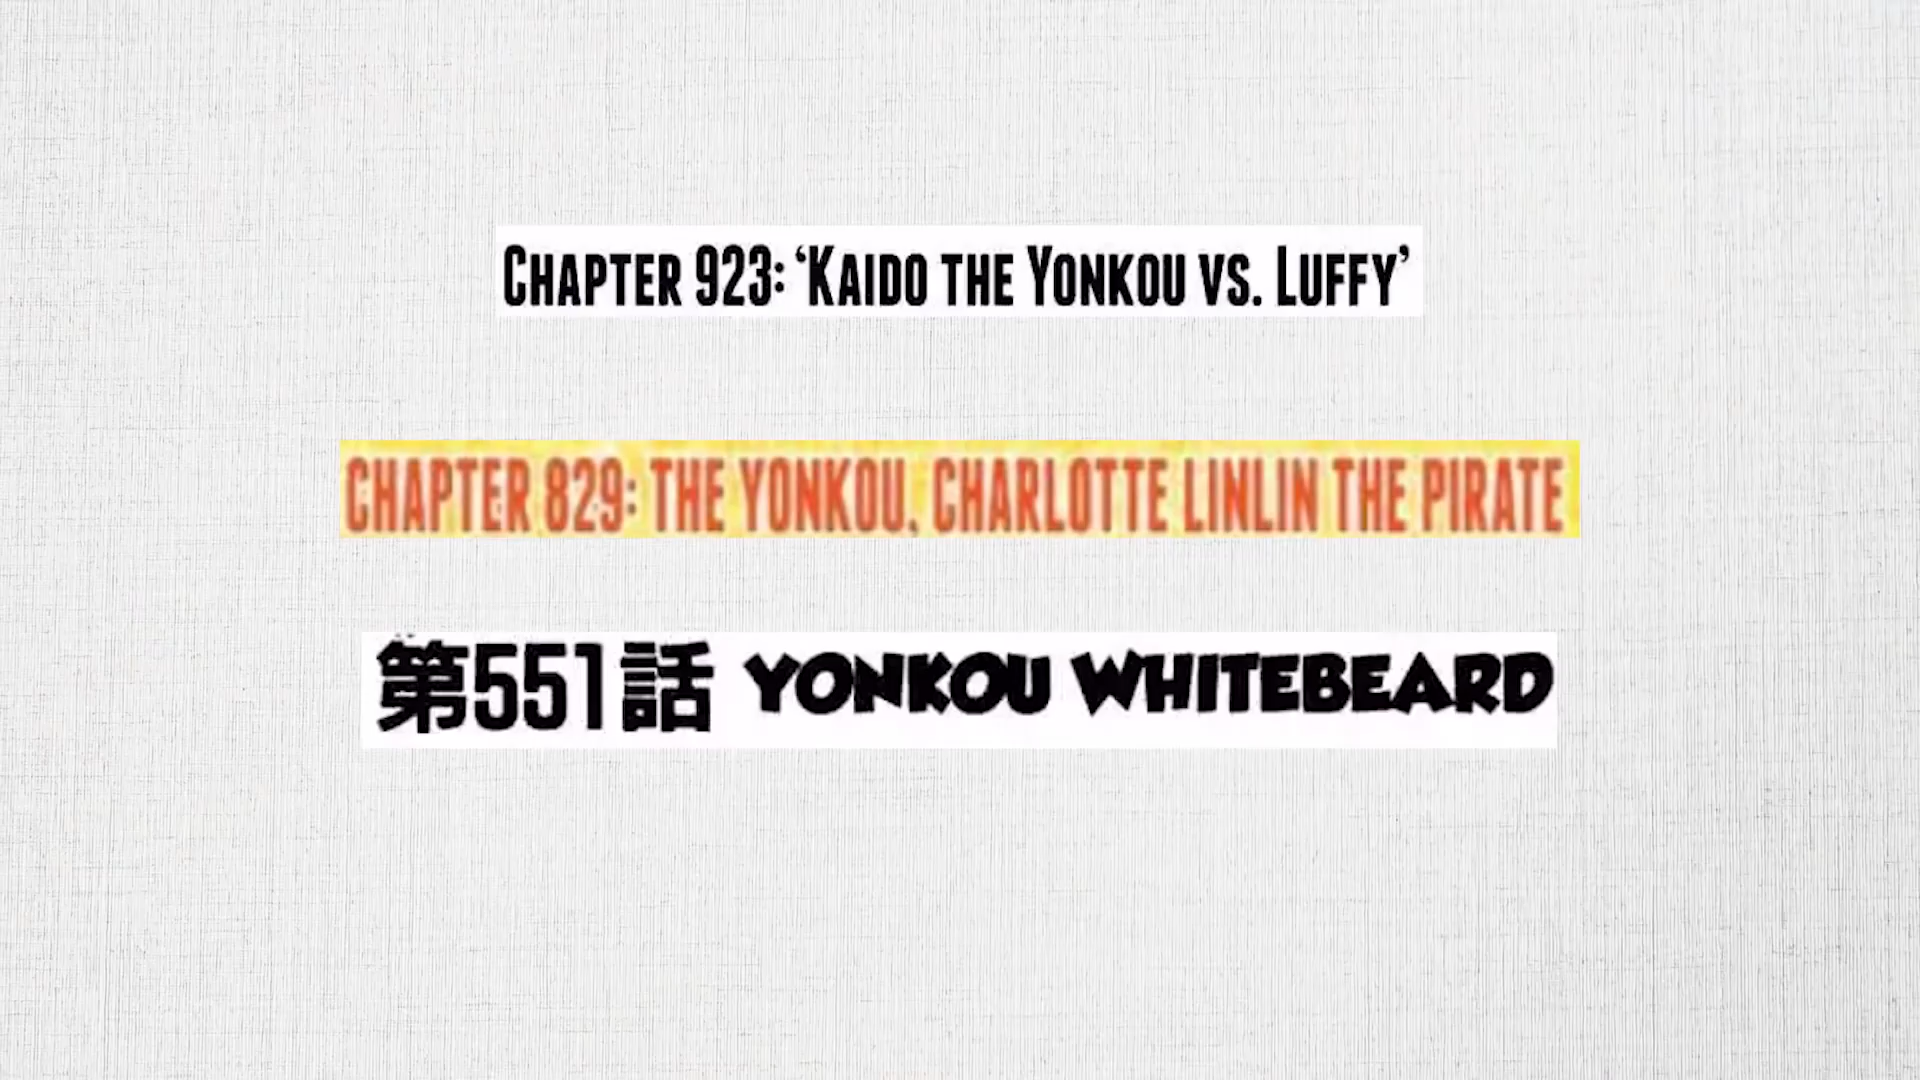 CHAPTER 923: ‘KAIDO THE YONKOU VS. LUFFY’
CHAPTER 829: THE YONKOU, CHARLOTTE LINLIN THE PIRATE
第551話 YONKOU WHITEBEARD